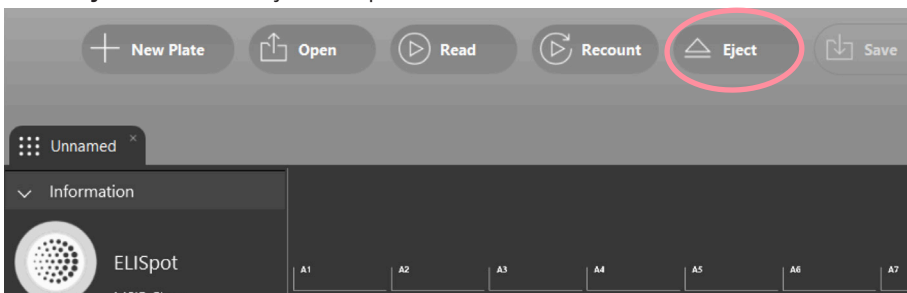 New Plate Open Read Recount Eject Save
Unnamed ×
Information
ELISpot
A1 A2 A3 A4 A5 A6 A7